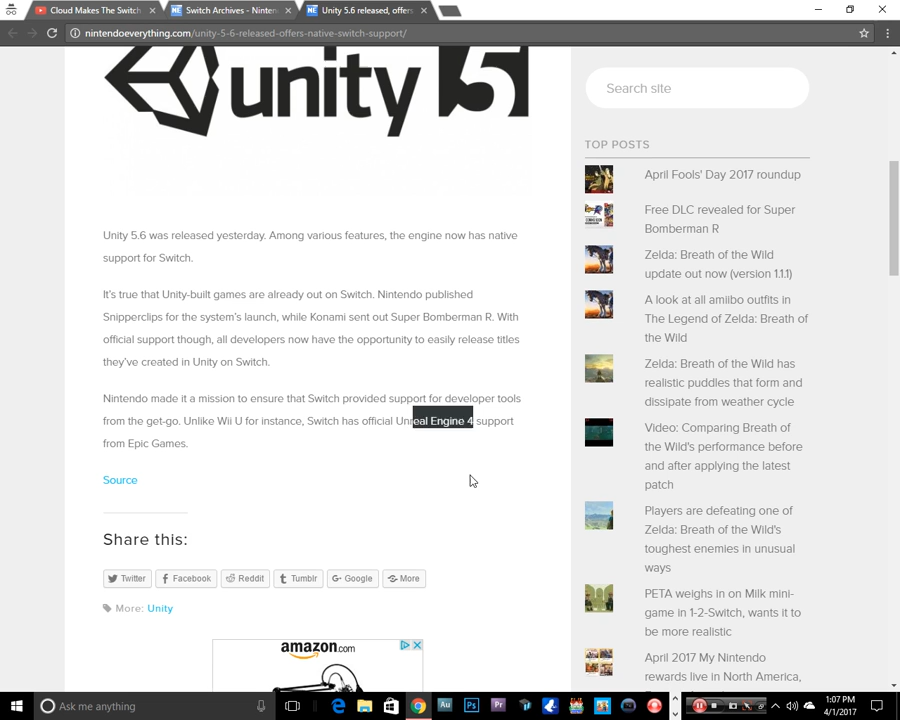 Cloud Makes The Switch
Switch Archives - Ninten
Unity 5.6 released, offers
nintendoeverything.com/unity-5-6-released-offers-native-switch-support/
unity 5
Search site
Unity 5.6 was released yesterday. Among various features, the engine now has native
support for Switch.
It's true that Unity-built games are already out on Switch. Nintendo published
Snipperclips for the system's launch, while Konami sent out Super Bomberman R. With
official support though, all developers now have the opportunity to easily release titles
they've created in Unity on Switch.
Nintendo made it a mission to ensure that Switch provided support for developer tools
from the get-go. Unlike Wii U for instance, Switch has official Unreal Engine 4 support
from Epic Games.
Source
Share this:
Twitter
Facebook
Reddit
Tumblr
Google
More
More: Unity
amazon.com
TOP POSTS
April Fools' Day 2017 roundup
Free DLC revealed for Super
Bomberman R
Zelda: Breath of the Wild
update out now (version 1.1.1)
A look at all amiibo outfits in
The Legend of Zelda: Breath of
the Wild
Zelda: Breath of the Wild has
realistic puddles that form and
dissipate from weather cycle
Video: Comparing Breath of
the Wild's performance before
and after applying the latest
patch
Players are defeating one of
Zelda: Breath of the Wild's
toughest enemies in unusual
ways
PETA weighs in on Milk mini-
game in 1-2-Switch, wants it to
be more realistic
April 2017 My Nintendo
rewards live in North America,
Ask me anything
Au
Ps
Pr
1:07 PM
4/1/2017